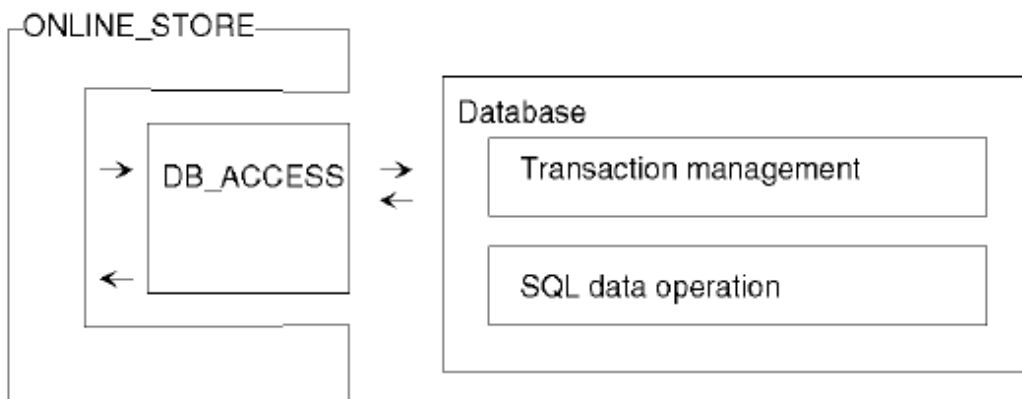 ONLINE_STORE
DB_ACCESS
Database
Transaction management
SQL data operation